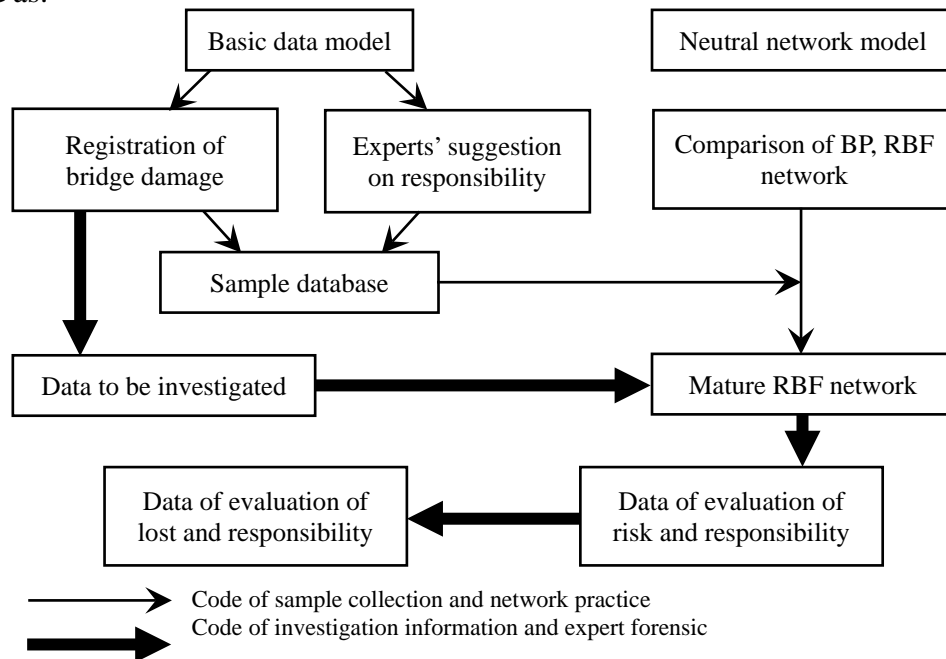 as.
Basic data model
Neutral network model
Registration of
bridge damage
Experts' suggestion
on responsibility
Comparison of BP, RBF
network
Sample database
Data to be investigated
Mature RBF network
Data of evaluation of
lost and responsibility
Data of evaluation of
risk and responsibility
Code of sample collection and network practice
Code of investigation information and expert forensic